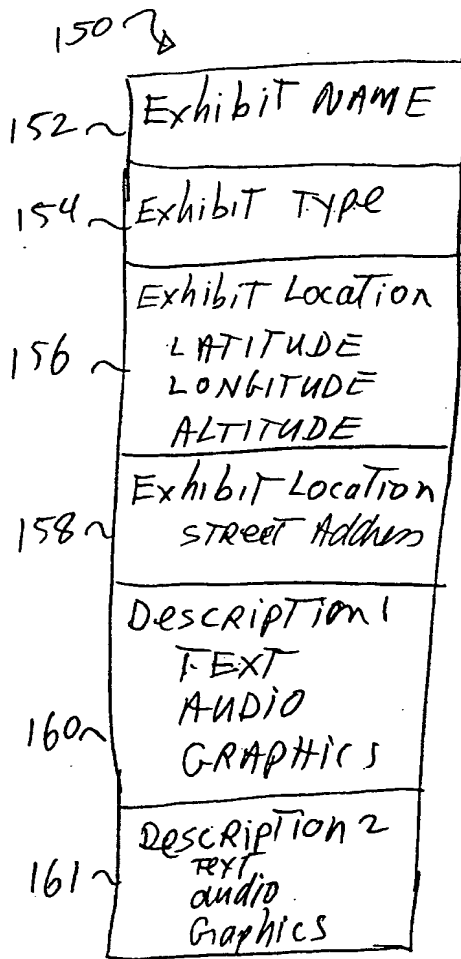 150
152 Exhibit NAME
154 Exhibit Type
Exhibit Location
LATITUDE
156 LONGITUDE
ALTITUDE
Exhibit Location
158 STREET Address
Description 1
TEXT
AUDIO
160 GRAPHICS
Description 2
TEXT
161 audio
Graphics